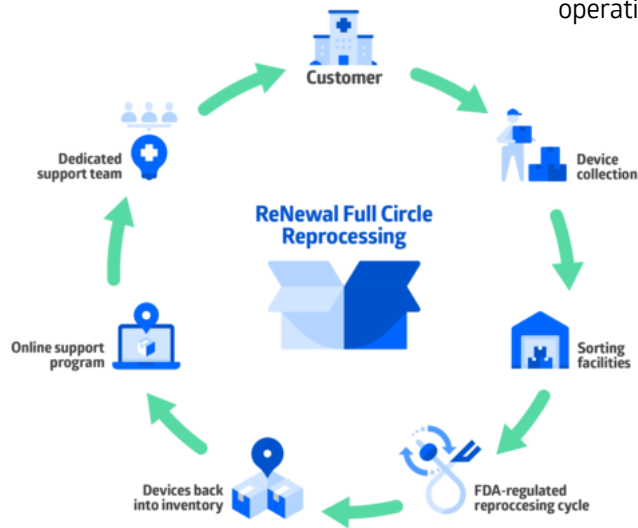 operati
Customer
Device
collection
Sorting
facilities
FDA-regulated
reproccesing cycle
Devices back
into inventory
Online support
program
Dedicated
support team
ReNewal Full Circle
Reprocessing